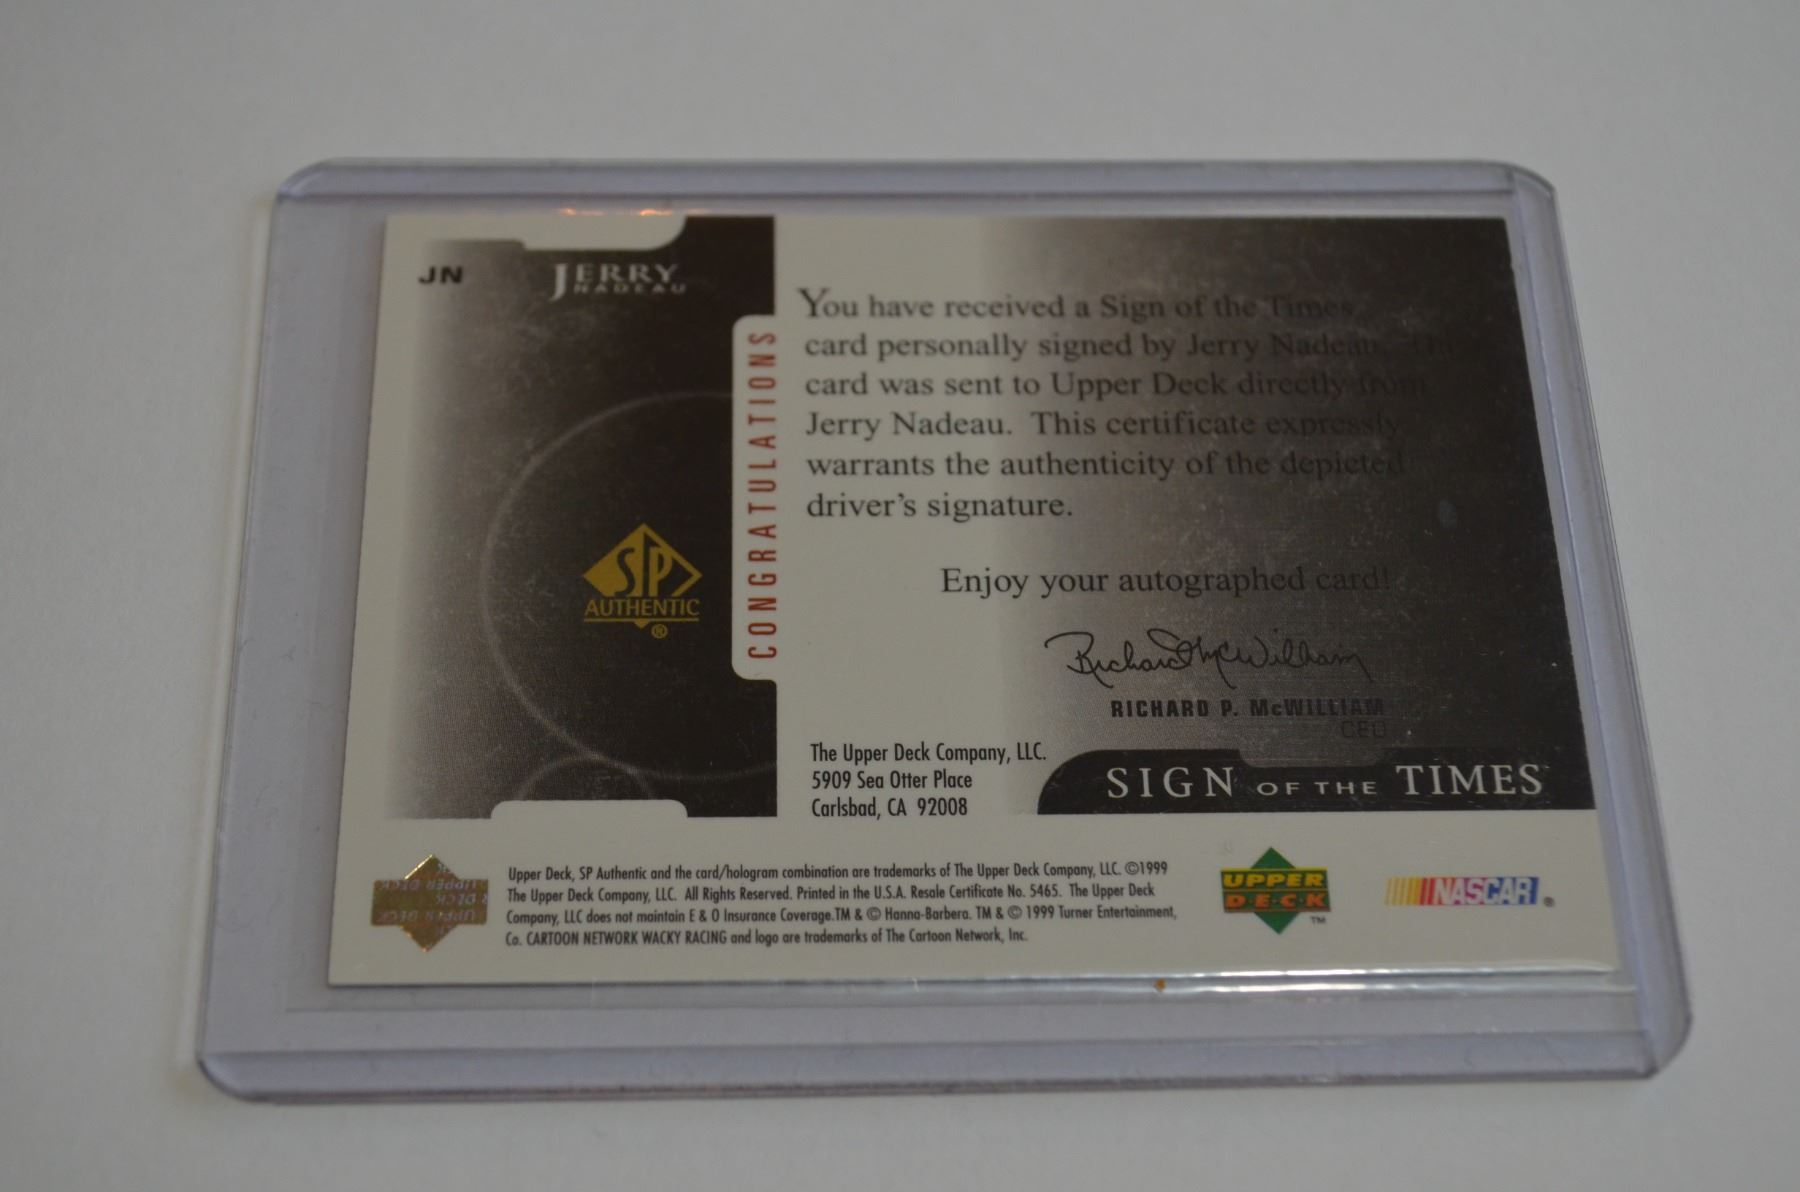 JN
JERRY
NADEAU
CONGRATULATIONS
You have received a Sign of the Times
card personally signed by Jerry Nadeau. This
card was sent to Upper Deck directly from
Jerry Nadeau. This certificate expressly
warrants the authenticity of the depicted
driver's signature.
Enjoy your autographed card!
Richard McWilliam
RICHARD P. McWILLIAM
CEO
SP
AUTHENTIC
®
The Upper Deck Company, LLC.
5909 Sea Otter Place
Carlsbad, CA 92008
SIGN OF THE TIMES
Upper Deck, SP Authentic and the card/hologram combination are trademarks of The Upper Deck Company, LLC. ©1999
The Upper Deck Company, LLC. All Rights Reserved. Printed in the U.S.A. Resale Certificate No. 5465. The Upper Deck
Company, LLC does not maintain E & O Insurance Coverage.TM & © Hanna-Barbera. TM & © 1999 Turner Entertainment,
Co. CARTOON NETWORK WACKY RACING and logo are trademarks of The Cartoon Network, Inc.
UPPER DECK
UPPER
D·E·C·K
TM
NASCAR®